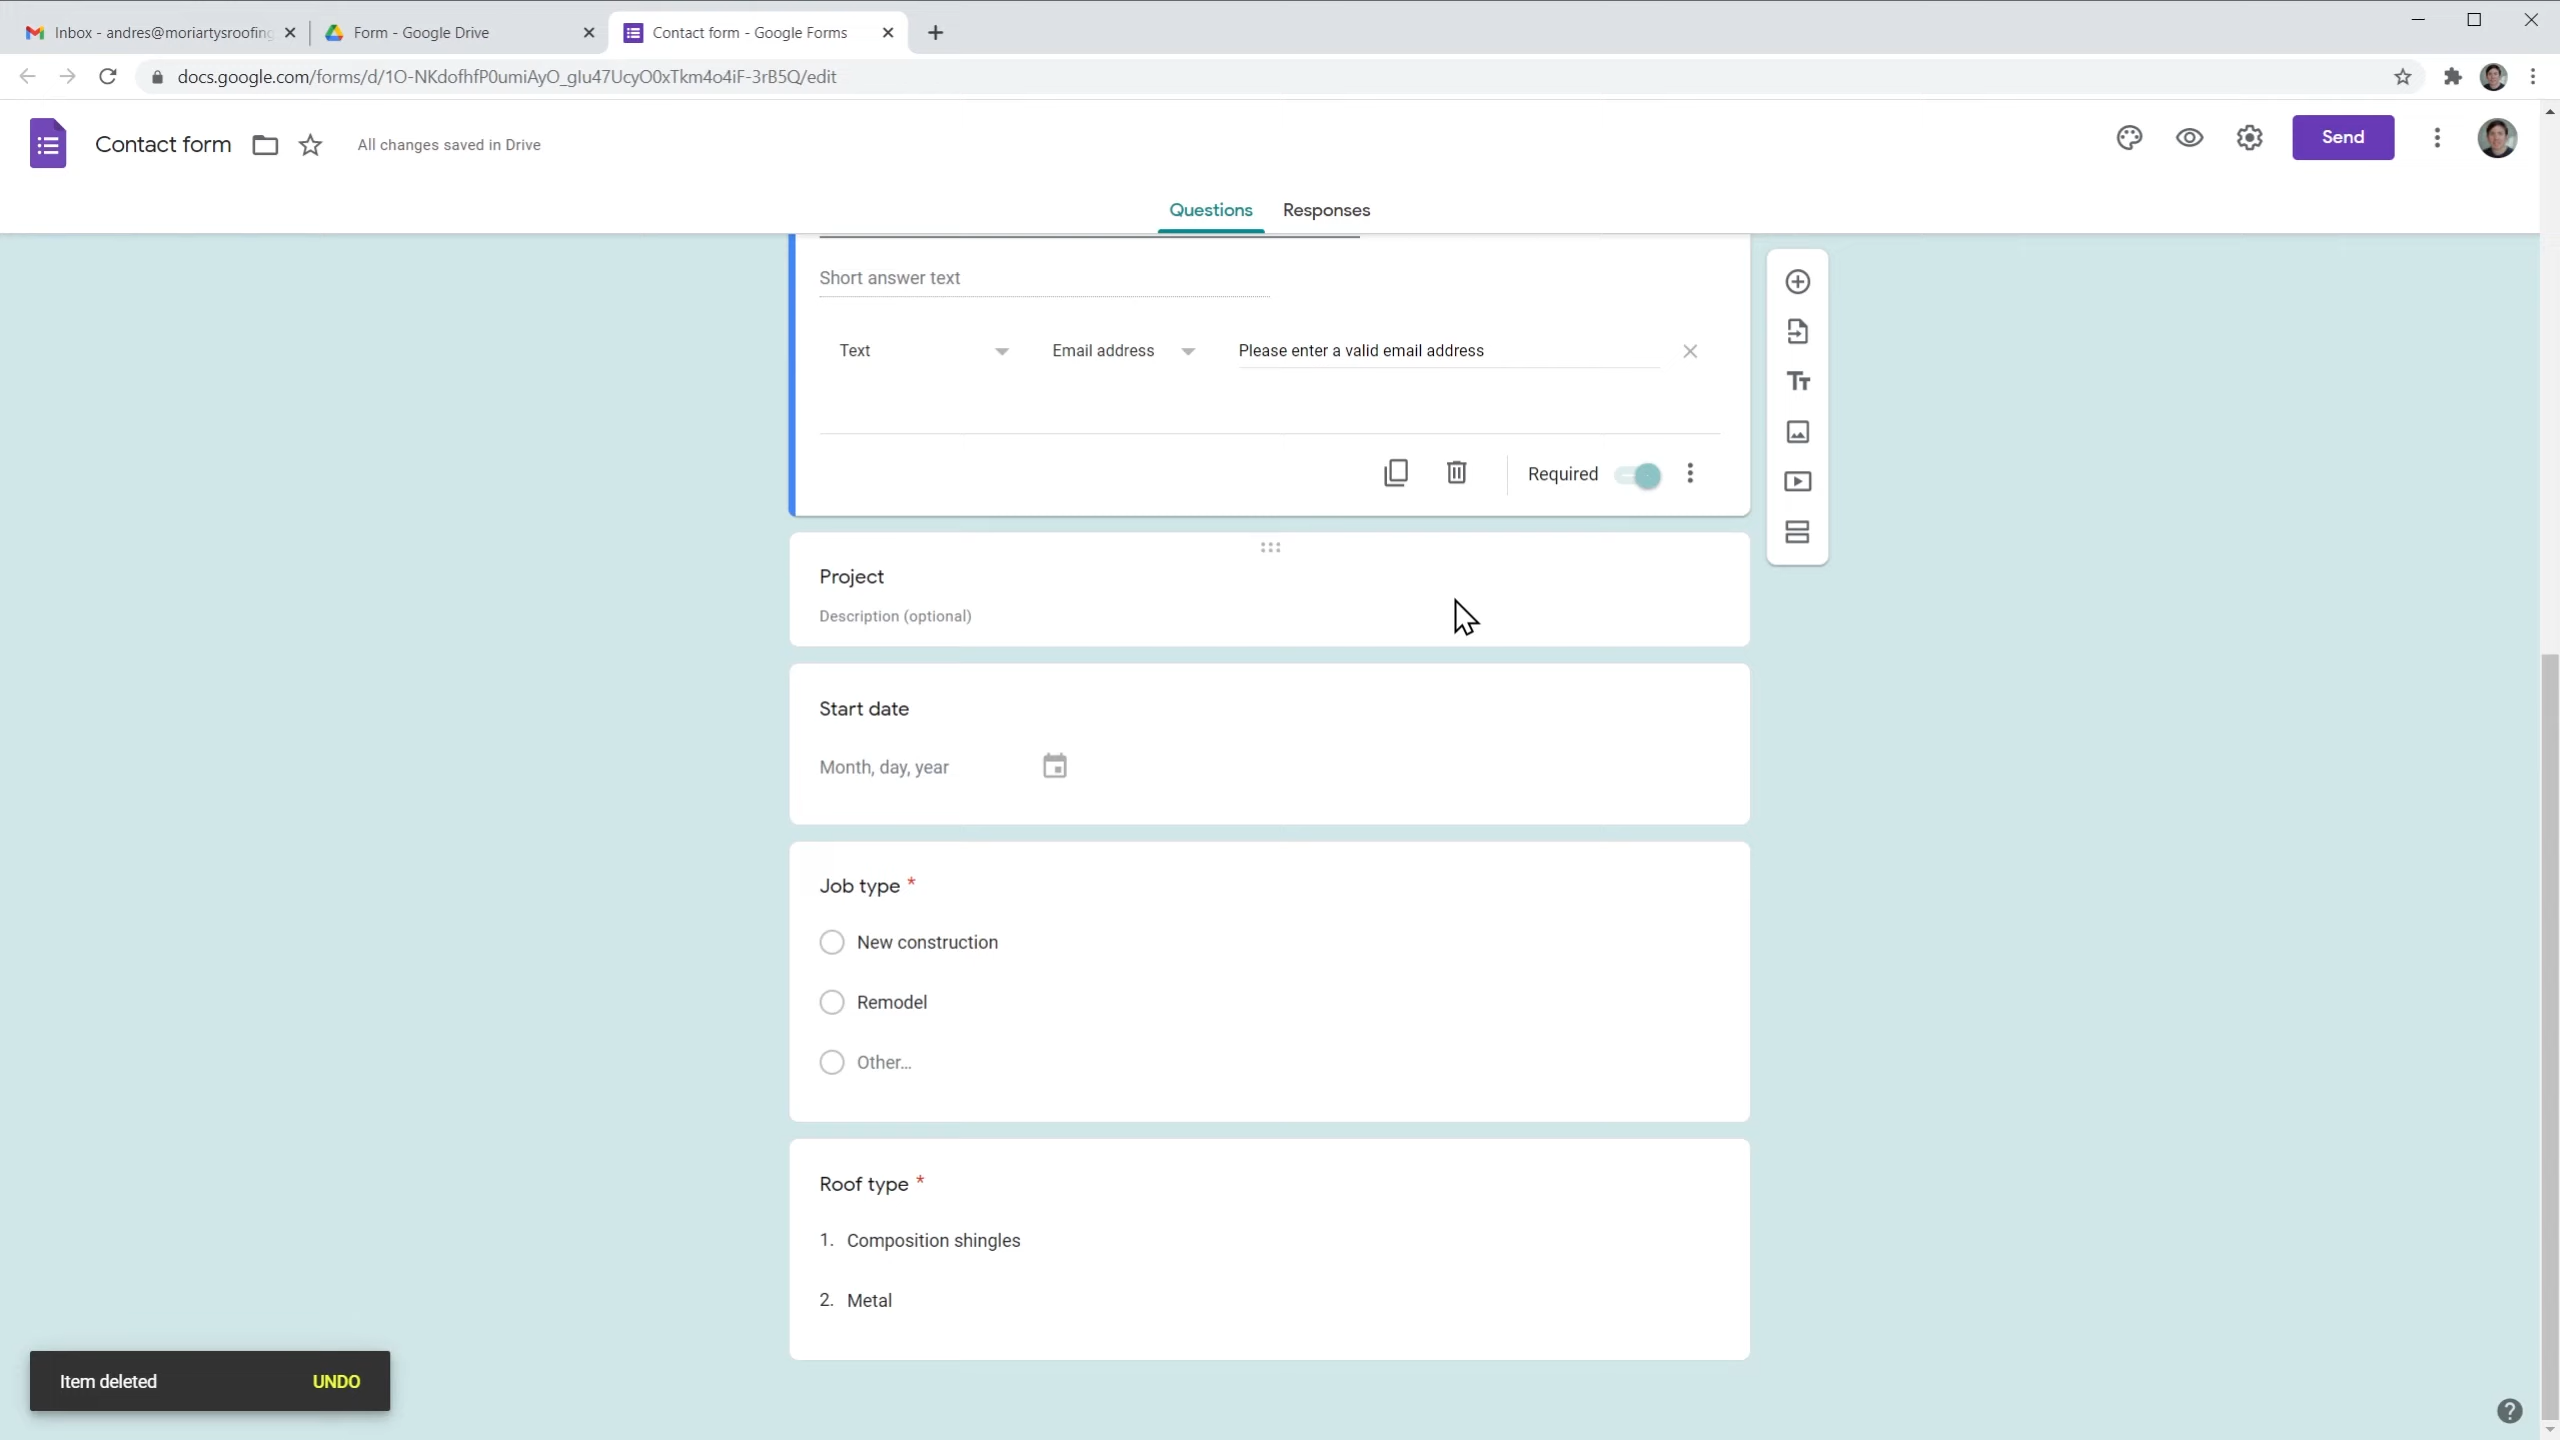 Inbox - andres@moriartysroofing
Form - Google Drive
Contact form - Google Forms
docs.google.com/forms/d/1O-NKdofhfP0umiAyO_glu47UcyO0xTkm4o4iF-3rB5Q/edit
Contact form
All changes saved in Drive
Send
Questions
Responses
Short answer text
Text
Email address
Please enter a valid email address
Required
Project
Description (optional)
Start date
Month, day, year
Job type *
New construction
Remodel
Other...
Roof type *
1. Composition shingles
2. Metal
Item deleted
UNDO